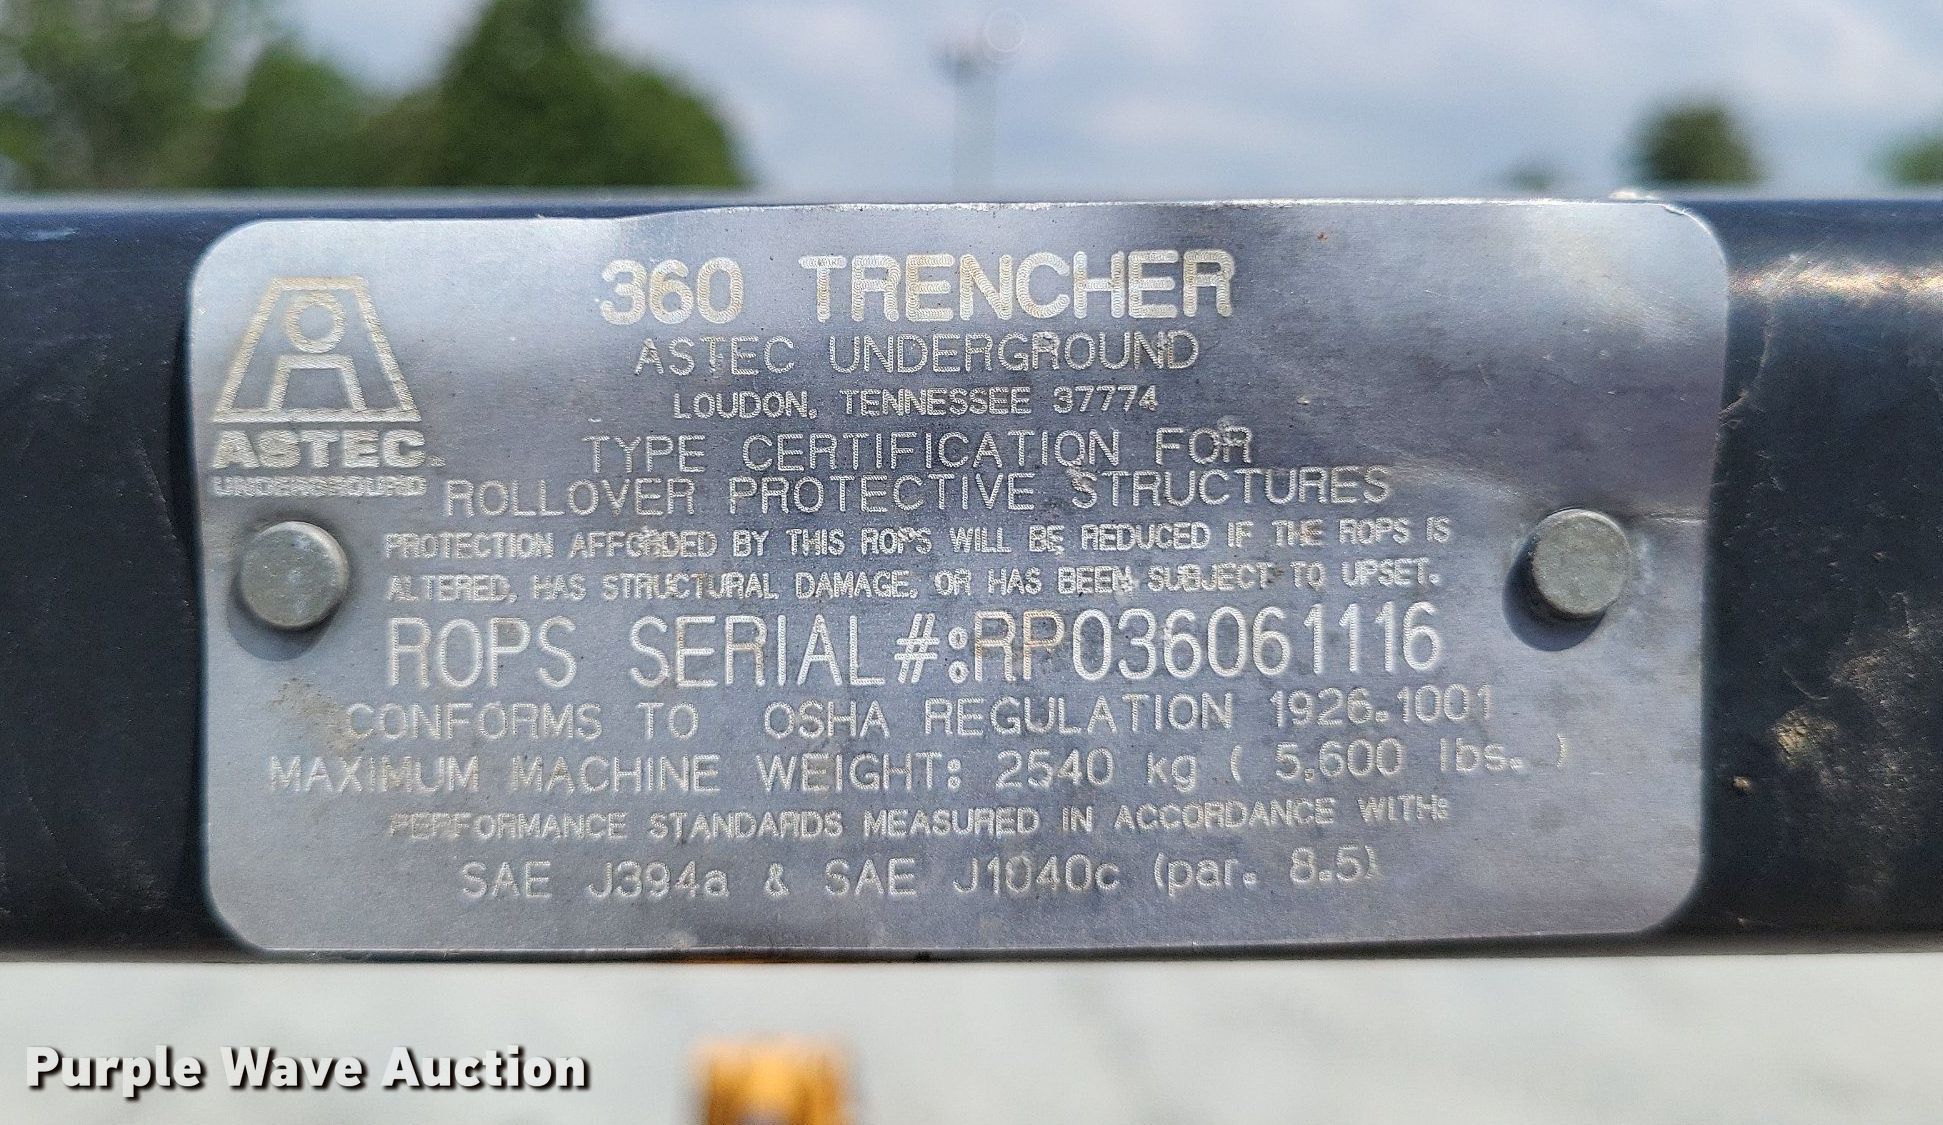 360 TRENCHER
ASTEC UNDERGROUND
LOUDON, TENNESSEE 37774
ASTEC
UNDERGROUND
TYPE CERTIFICATION FOR
ROLLOVER PROTECTIVE STRUCTURES
PROTECTION AFFORDED BY THIS ROPS WILL BE REDUCED IF THE ROPS IS
ALTERED, HAS STRUCTURAL DAMAGE, OR HAS BEEN SUBJECT TO UPSET.
ROPS SERIAL #:RP036061116
CONFORMS TO OSHA REGULATION 1926.1001
MAXIMUM MACHINE WEIGHT: 2540 kg ( 5,600 lbs. )
PERFORMANCE STANDARDS MEASURED IN ACCORDANCE WITH:
SAE J394a & SAE J1040c (par. 8.5)
Purple Wave Auction